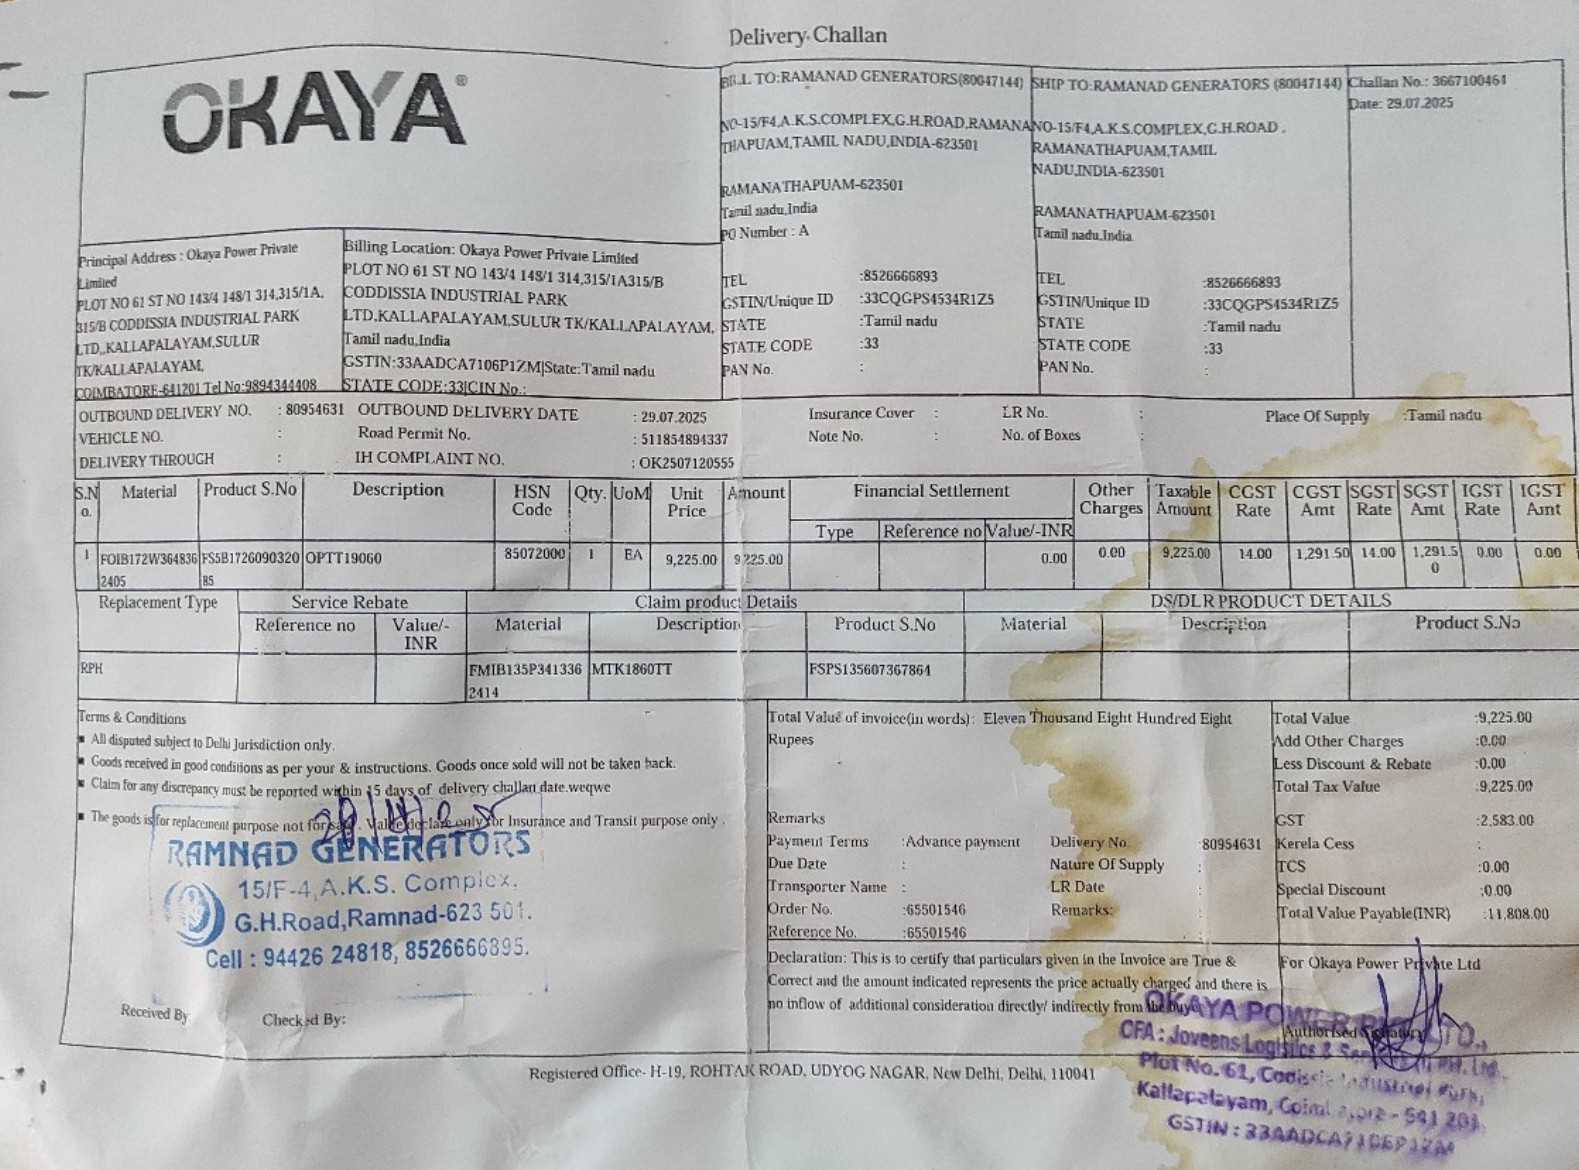 Delivery Challan
OKAYA®
BILL TO:RAMANAD GENERATORS(80047144)
NO-15/F4,A.K.S.COMPLEX,G.H.ROAD,RAMANA
THAPUAM,TAMIL NADU,INDIA-623501
RAMANATHAPUAM-623501
Tamil nadu,India
PO Number : A
TEL :8526666893
GSTIN/Unique ID :33CQGPS4534R1Z5
STATE :Tamil nadu
STATE CODE :33
PAN No. :
SHIP TO:RAMANAD GENERATORS (80047144)
NO-15/F4,A.K.S.COMPLEX,G.H.ROAD .
RAMANATHAPUAM,TAMIL
NADU,INDIA-623501
RAMANATHAPUAM-623501
Tamil nadu,India
TEL :8526666893
GSTIN/Unique ID :33CQGPS4534R1Z5
STATE :Tamil nadu
STATE CODE :33
PAN No. :
Challan No.: 3667100464
Date: 29.07.2025
Principal Address : Okaya Power Private
Limited
PLOT NO 61 ST NO 143/4 148/1 314,315/1A,
315/B CODDISSIA INDUSTRIAL PARK
LTD,,KALLAPALAYAM,SULUR
TK/KALLAPALAYAM,
COIMBATORE-641201 Tel No:9894344408
Billing Location: Okaya Power Private Limited
PLOT NO 61 ST NO 143/4 148/1 314,315/1A315/B
CODDISSIA INDUSTRIAL PARK
LTD,KALLAPALAYAM,SULUR TK/KALLAPALAYAM,
Tamil nadu,India
GSTIN:33AADCA7106P1ZM|State:Tamil nadu
STATE CODE:33|CIN No.:
OUTBOUND DELIVERY NO. : 80954631 OUTBOUND DELIVERY DATE : 29.07.2025 Insurance Cover : LR No. : Place Of Supply :Tamil nadu
VEHICLE NO. : Road Permit No. : 511854894337 Note No. : No. of Boxes :
DELIVERY THROUGH : IH COMPLAINT NO. : OK2507120555
S.N o. Material Product S.No Description HSN Code Qty. UoM Unit Price Amount Financial Settlement Other Charges Taxable Amount CGST Rate CGST Amt SGST Rate SGST Amt IGST Rate IGST Amt
Type Reference no Value/-INR
1 FOIB172W364836 FS5B1726090320 OPTT19060 85072000 1 EA 9,225.00 9,225.00 0.00 0.00 9,225.00 14.00 1,291.50 14.00 1,291.5 0.00 0.00
2405 85 0
Replacement Type Service Rebate Claim product Details DS/DLR PRODUCT DETAILS
Reference no Value/- INR Material Description Product S.No Material Description Product S.No
RPH FMIB135P341336 MTK1860TT FSPS135607367864
2414
Terms & Conditions
▪ All disputed subject to Delhi Jurisdiction only.
▪ Goods received in good conditions as per your & instructions. Goods once sold will not be taken back.
▪ Claim for any discrepancy must be reported within 15 days of delivery challan date.weqwe
▪ The goods is for replacement purpose not for . Value declare only for Insurance and Transit purpose only .
RAMNAD GENERATORS
15/F-4,A.K.S. Complex.
G.H.Road,Ramnad-623 501.
Cell : 94426 24818, 8526666895.
Received By
Checked By:
Total Value of invoice(in words): Eleven Thousand Eight Hundred Eight
Rupees
Remarks
Payment Terms :Advance payment Delivery No. :80954631
Due Date : Nature Of Supply :
Transporter Name : LR Date :
Order No. :65501546 Remarks: :
Reference No. :65501546
Total Value :9,225.00
Add Other Charges :0.00
Less Discount & Rebate :0.00
Total Tax Value :9,225.00
GST :2,583.00
Kerela Cess :
TCS :0.00
Special Discount :0.00
Total Value Payable(INR) :11,808.00
Declaration: This is to certify that particulars given in the Invoice are True &
Correct and the amount indicated represents the price actually charged and there is
no inflow of additional consideration directly/ indirectly from the buyer
For Okaya Power Private Ltd
Authorised Signatory
OKAYA POWER LTD.,
CFA : Joveens Logistics & Ltd.
Plot No. 61, Industrial
Kallapalayam, 641 201
GSTIN : 33AADCA7106P1ZM
Registered Office- H-19, ROHTAK ROAD, UDYOG NAGAR, New Delhi, Delhi, 110041